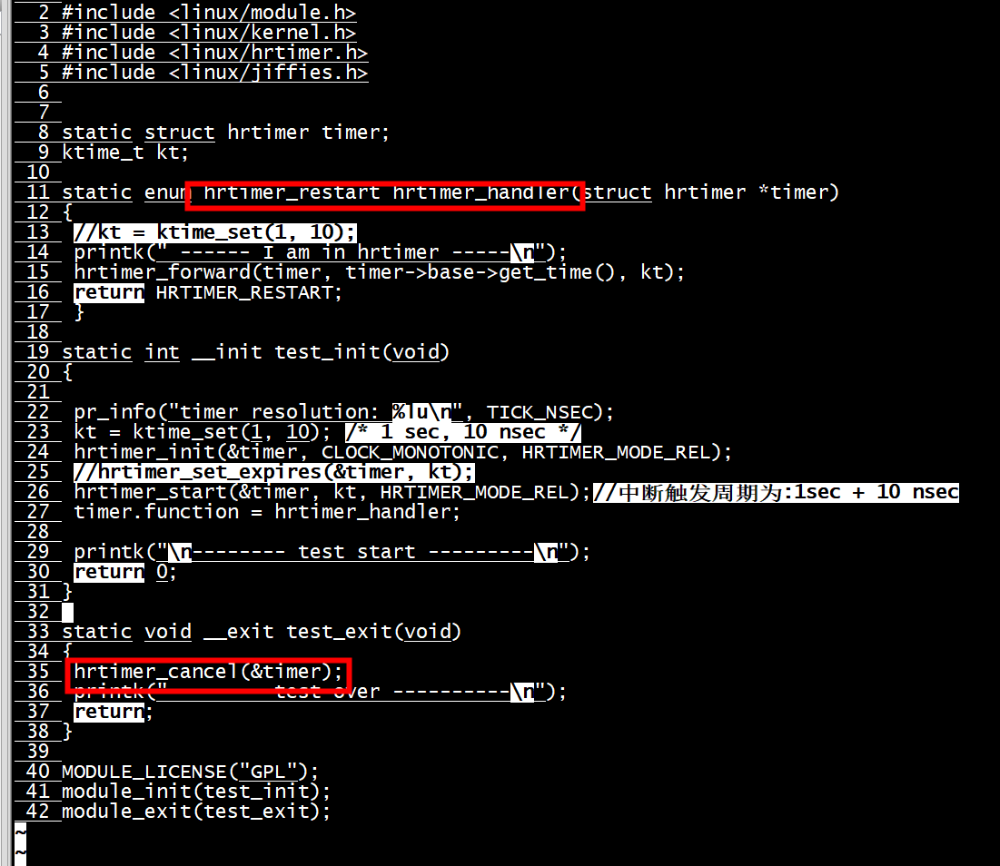 2 #include <linux/module.h>
3 #include <linux/kernel.h>
4 #include <linux/hrtimer.h>
5 #include <linux/jiffies.h>
6
7
8 static struct hrtimer timer;
9 ktime_t kt;
10
11 static enum hrtimer_restart hrtimer_handler(struct hrtimer *timer)
12 {
13  //kt = ktime_set(1, 10);
14  printk(" ------ I am in hrtimer -----\n");
15  hrtimer_forward(timer, timer->base->get_time(), kt);
16  return HRTIMER_RESTART;
17  }
18
19 static int __init test_init(void)
20 {
21
22  pr_info("timer resolution: %lu\n", TICK_NSEC);
23  kt = ktime_set(1, 10); /* 1 sec, 10 nsec */
24  hrtimer_init(&timer, CLOCK_MONOTONIC, HRTIMER_MODE_REL);
25  //hrtimer_set_expires(&timer, kt);
26  hrtimer_start(&timer, kt, HRTIMER_MODE_REL);//中断触发周期为:1sec + 10 nsec
27  timer.function = hrtimer_handler;
28
29  printk("\n-------- test start ---------\n");
30  return 0;
31 }
32
33 static void __exit test_exit(void)
34 {
35  hrtimer_cancel(&timer);
36  printk(" test over ----------\n");
37  return;
38 }
39
40 MODULE_LICENSE("GPL");
41 module_init(test_init);
42 module_exit(test_exit);
~
~